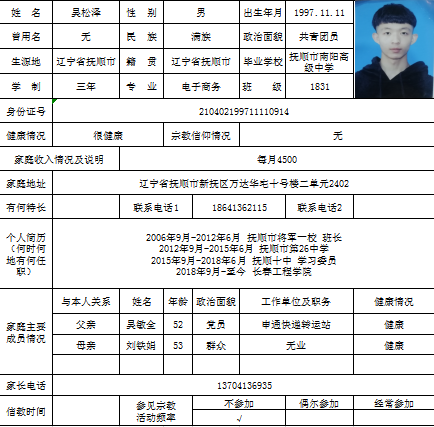 姓 名 吴松泽 性 别 男 出生年月 1997.11.11
曾用名 无 民 族 满族 政治面貌 共青团员
生源地 辽宁省抚顺市 籍 贯 辽宁省抚顺市 毕业学校 抚顺市南阳高级中学
学 制 三年 专 业 电子商务 班 级 1831
身份证号 210402199711110914
健康情况 很健康 宗教信仰情况 无
家庭收入情况及说明 每月4500
家庭地址 辽宁省抚顺市新抚区万达华宅十号楼二单元2402
有何特长 联系电话1 18641362115 联系电话2
个人简历
（何时何
地有何任
职）
2006年9月-2012年6月 抚顺市将军一校 班长
2012年9月-2015年6月 抚顺市第26中学
2015年9月-2018年6月 抚顺十中 学习委员
2018年9月-至今 长春工程学院
家庭主要
成员情况
与本人关系 姓名 年龄 政治面貌 工作单位及职务 健康情况
父亲 吴敏全 52 党员 申通快递转运站 健康
母亲 刘铁娟 53 群众 无业 健康
家长电话 13704136935
信教时间 参见宗教
活动频率
不参加 偶尔参加 经常参加
√